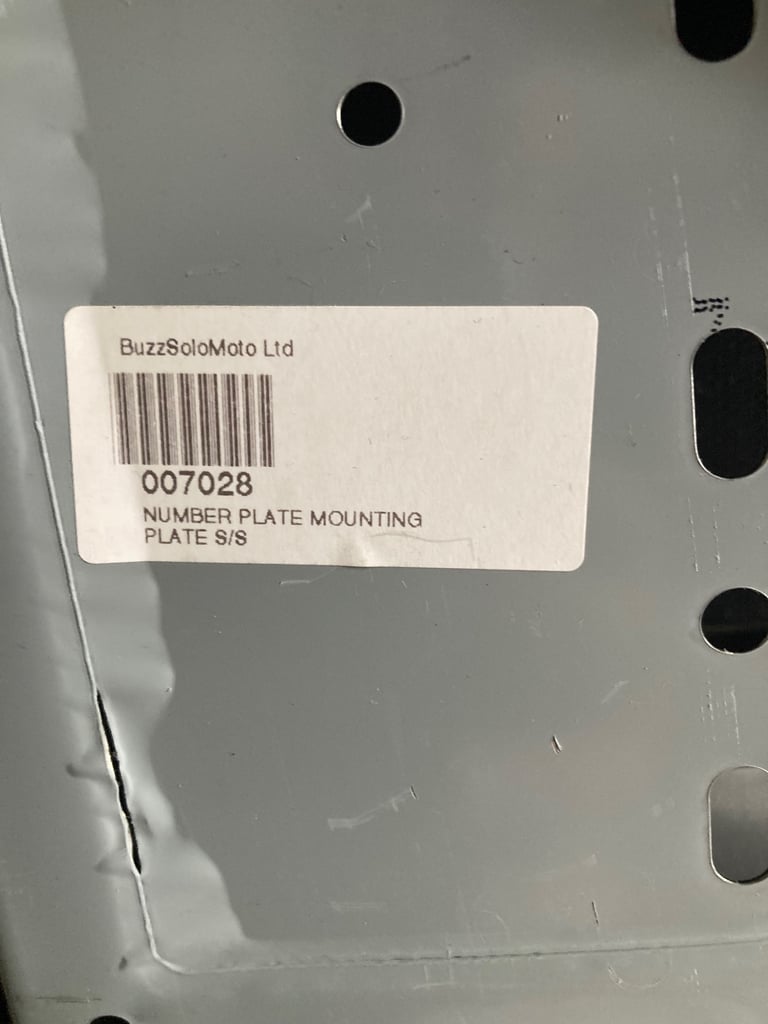 BuzzSoloMoto Ltd
007028
NUMBER PLATE MOUNTING
PLATE S/S